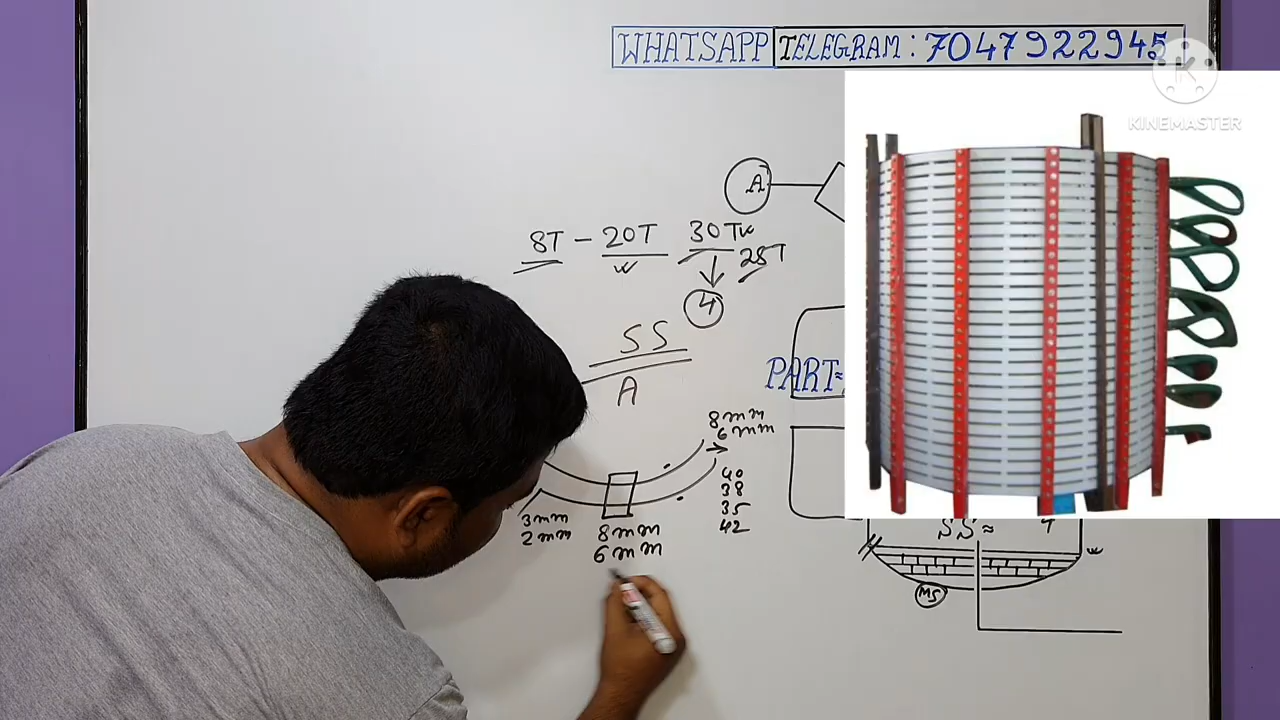 WHATSAPP TELEGRAM : 7047922945
KINEMASTER
A
8T - 20T 30T
28T
4
SS
A
PART
8mm
6mm
40
38
35
42
3mm
2mm
8mm
6mm
SS ≈ 4
MS